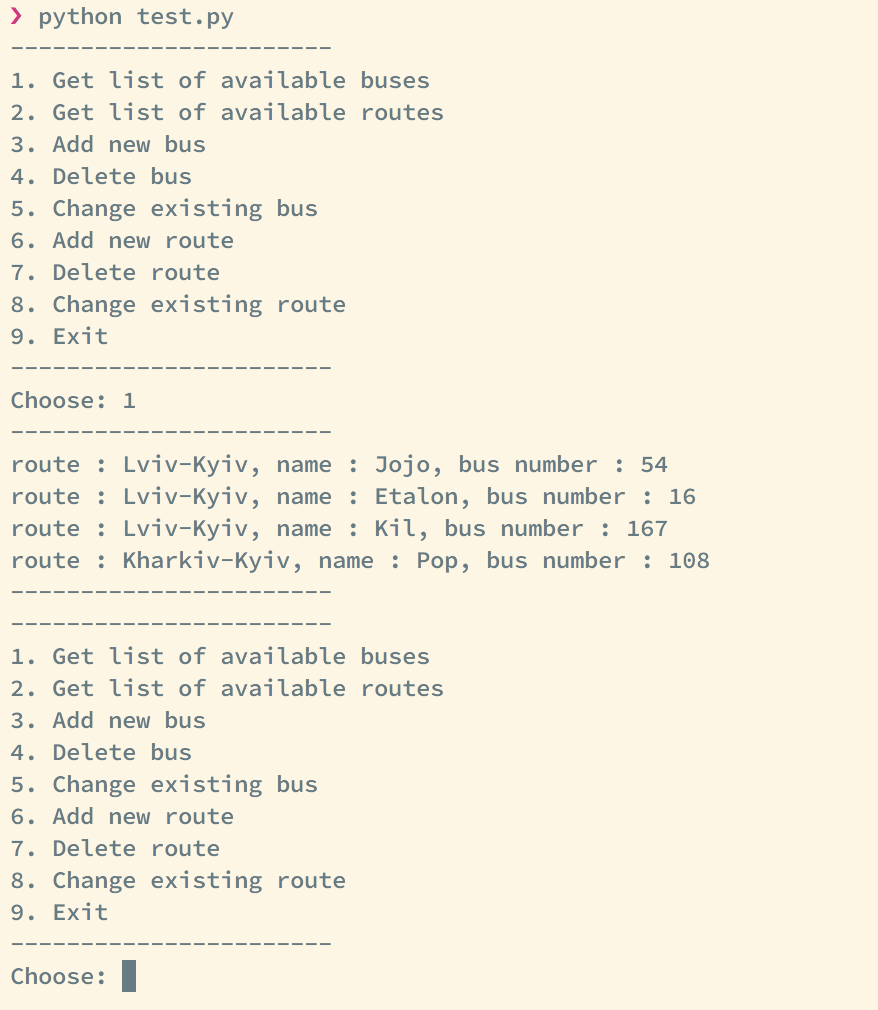 ❯ python test.py
-----------------------
1. Get list of available buses
2. Get list of available routes
3. Add new bus
4. Delete bus
5. Change existing bus
6. Add new route
7. Delete route
8. Change existing route
9. Exit
-----------------------
Choose: 1
-----------------------
route : Lviv-Kyiv, name : Jojo, bus number : 54
route : Lviv-Kyiv, name : Etalon, bus number : 16
route : Lviv-Kyiv, name : Kil, bus number : 167
route : Kharkiv-Kyiv, name : Pop, bus number : 108
-----------------------
-----------------------
1. Get list of available buses
2. Get list of available routes
3. Add new bus
4. Delete bus
5. Change existing bus
6. Add new route
7. Delete route
8. Change existing route
9. Exit
-----------------------
Choose: